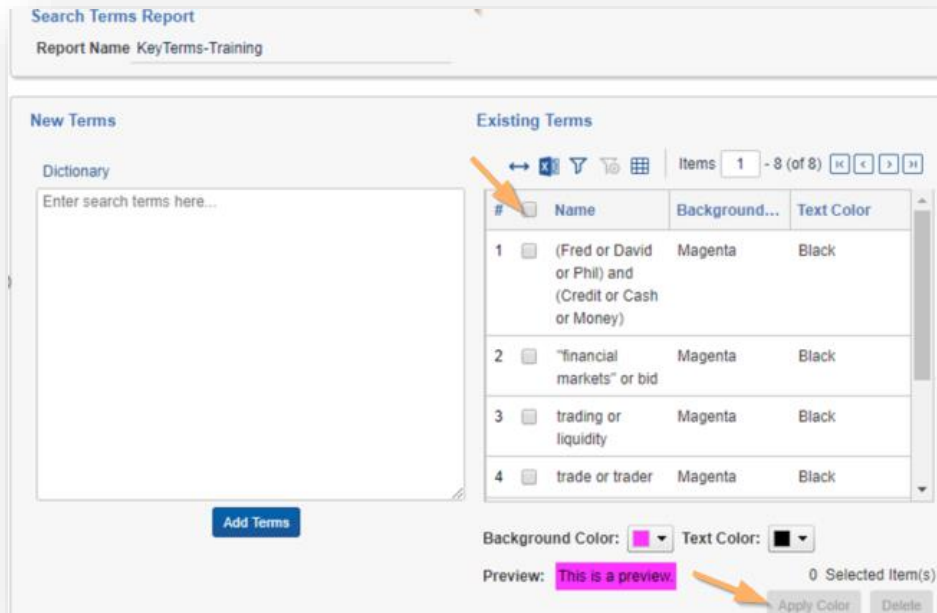 Search Terms Report
Report Name KeyTerms-Training
New Terms
Dictionary
Enter search terms here...
Add Terms
Existing Terms
Items 1 - 8 (of 8)
# Name Background... Text Color
1 (Fred or David Magenta Black
or Phil) and
(Credit or Cash
or Money)
2 "financial Magenta Black
markets" or bid
3 trading or Magenta Black
liquidity
4 trade or trader Magenta Black
Background Color: Text Color:
Preview: This is a preview. 0 Selected Item(s)
Apply Color Delete